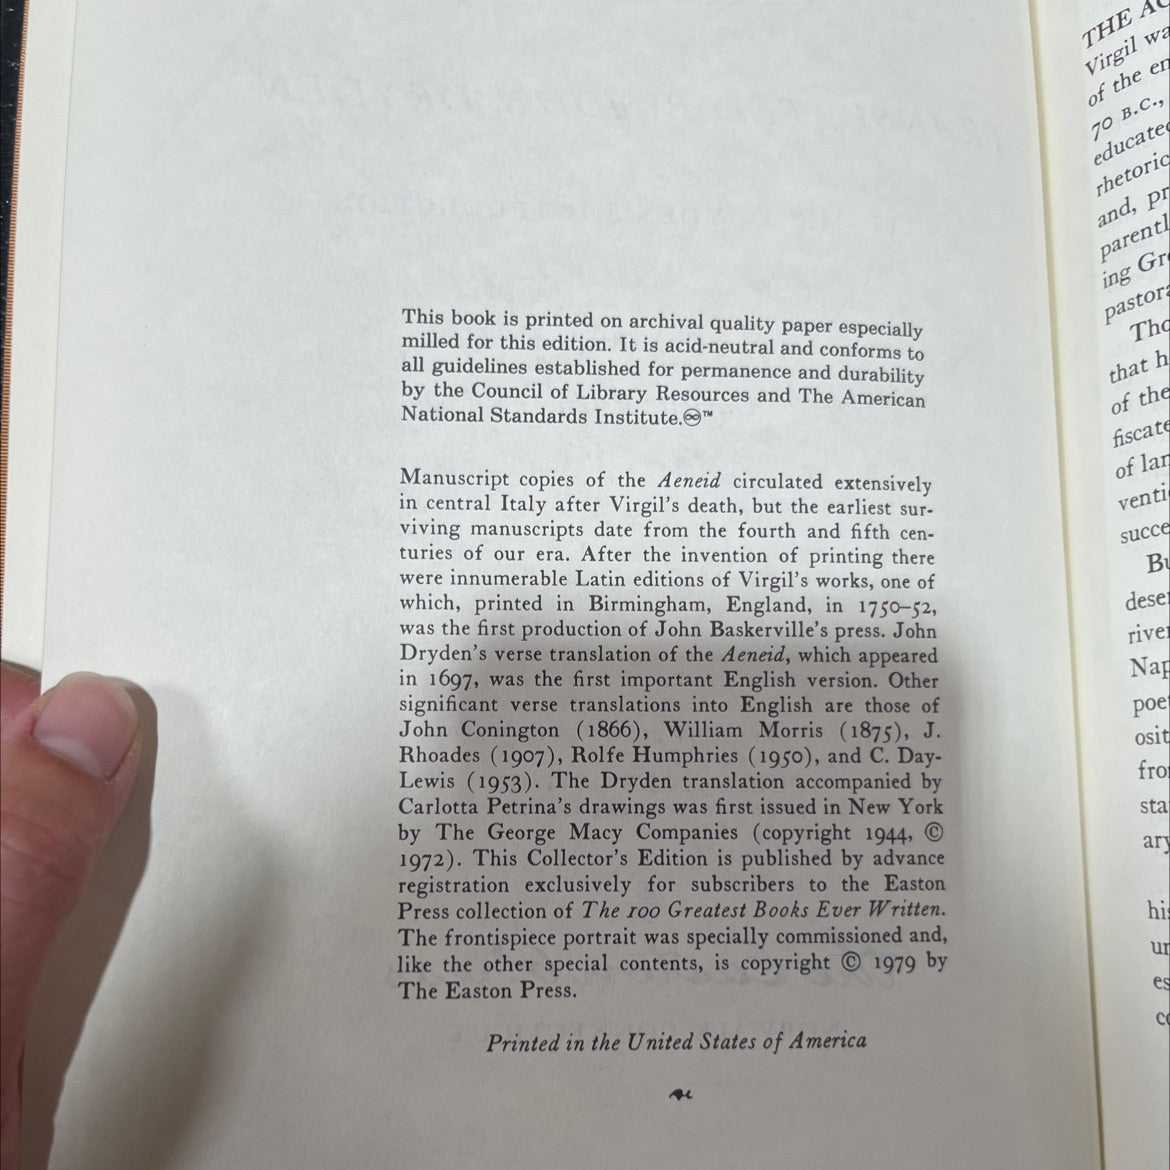 This book is printed on archival quality paper especially
milled for this edition. It is acid-neutral and conforms to
all guidelines established for permanence and durability
by the Council of Library Resources and The American
National Standards Institute.♾™
Manuscript copies of the Aeneid circulated extensively
in central Italy after Virgil's death, but the earliest sur-
viving manuscripts date from the fourth and fifth cen-
turies of our era. After the invention of printing there
were innumerable Latin editions of Virgil's works, one of
which, printed in Birmingham, England, in 1750–52,
was the first production of John Baskerville's press. John
Dryden's verse translation of the Aeneid, which appeared
in 1697, was the first important English version. Other
significant verse translations into English are those of
John Conington (1866), William Morris (1875), J.
Rhoades (1907), Rolfe Humphries (1950), and C. Day-
Lewis (1953). The Dryden translation accompanied by
Carlotta Petrina's drawings was first issued in New York
by The George Macy Companies (copyright 1944, ©
1972). This Collector's Edition is published by advance
registration exclusively for subscribers to the Easton
Press collection of The 100 Greatest Books Ever Written.
The frontispiece portrait was specially commissioned and,
like the other special contents, is copyright © 1979 by
The Easton Press.
Printed in the United States of America
THE
Virgil
of the
70 B.C.,
and,
that
of the
of